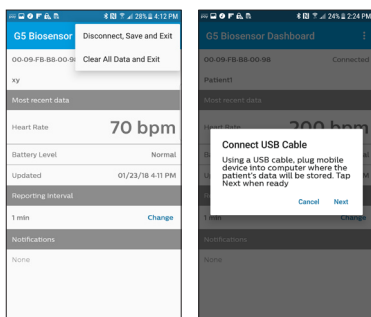 28% 4:12 PM
G5 Biosensor
Disconnect, Save and Exit
Clear All Data and Exit
00-09-FB-B8-00-98
xy
Most recent data
Heart Rate 70 bpm
Battery Level Normal
Updated 01/23/18 4:11 PM
Reporting Interval
1 min Change
Notifications
None
24% 2:24 PM
G5 Biosensor Dashboard
00-09-FB-B8-00-98 Connected
Patient1
Most recent data
Heart Rate 200 bpm
Connect USB Cable
Using a USB cable, plug mobile
device into computer where the
patient's data will be stored. Tap
Next when ready
Cancel Next
1 min Change
Notifications
None